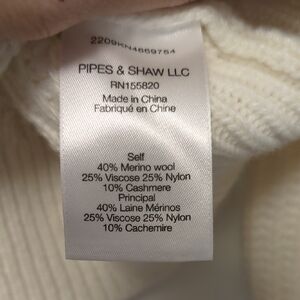 2209KN4669754
PIPES & SHAW LLC
RN155820
Made in China
Fabriqué en Chine
Self
40% Merino wool
25% Viscose 25% Nylon
10% Cashmere
Principal
40% Laine Mérinos
25% Viscose 25% Nylon
10% Cachemire